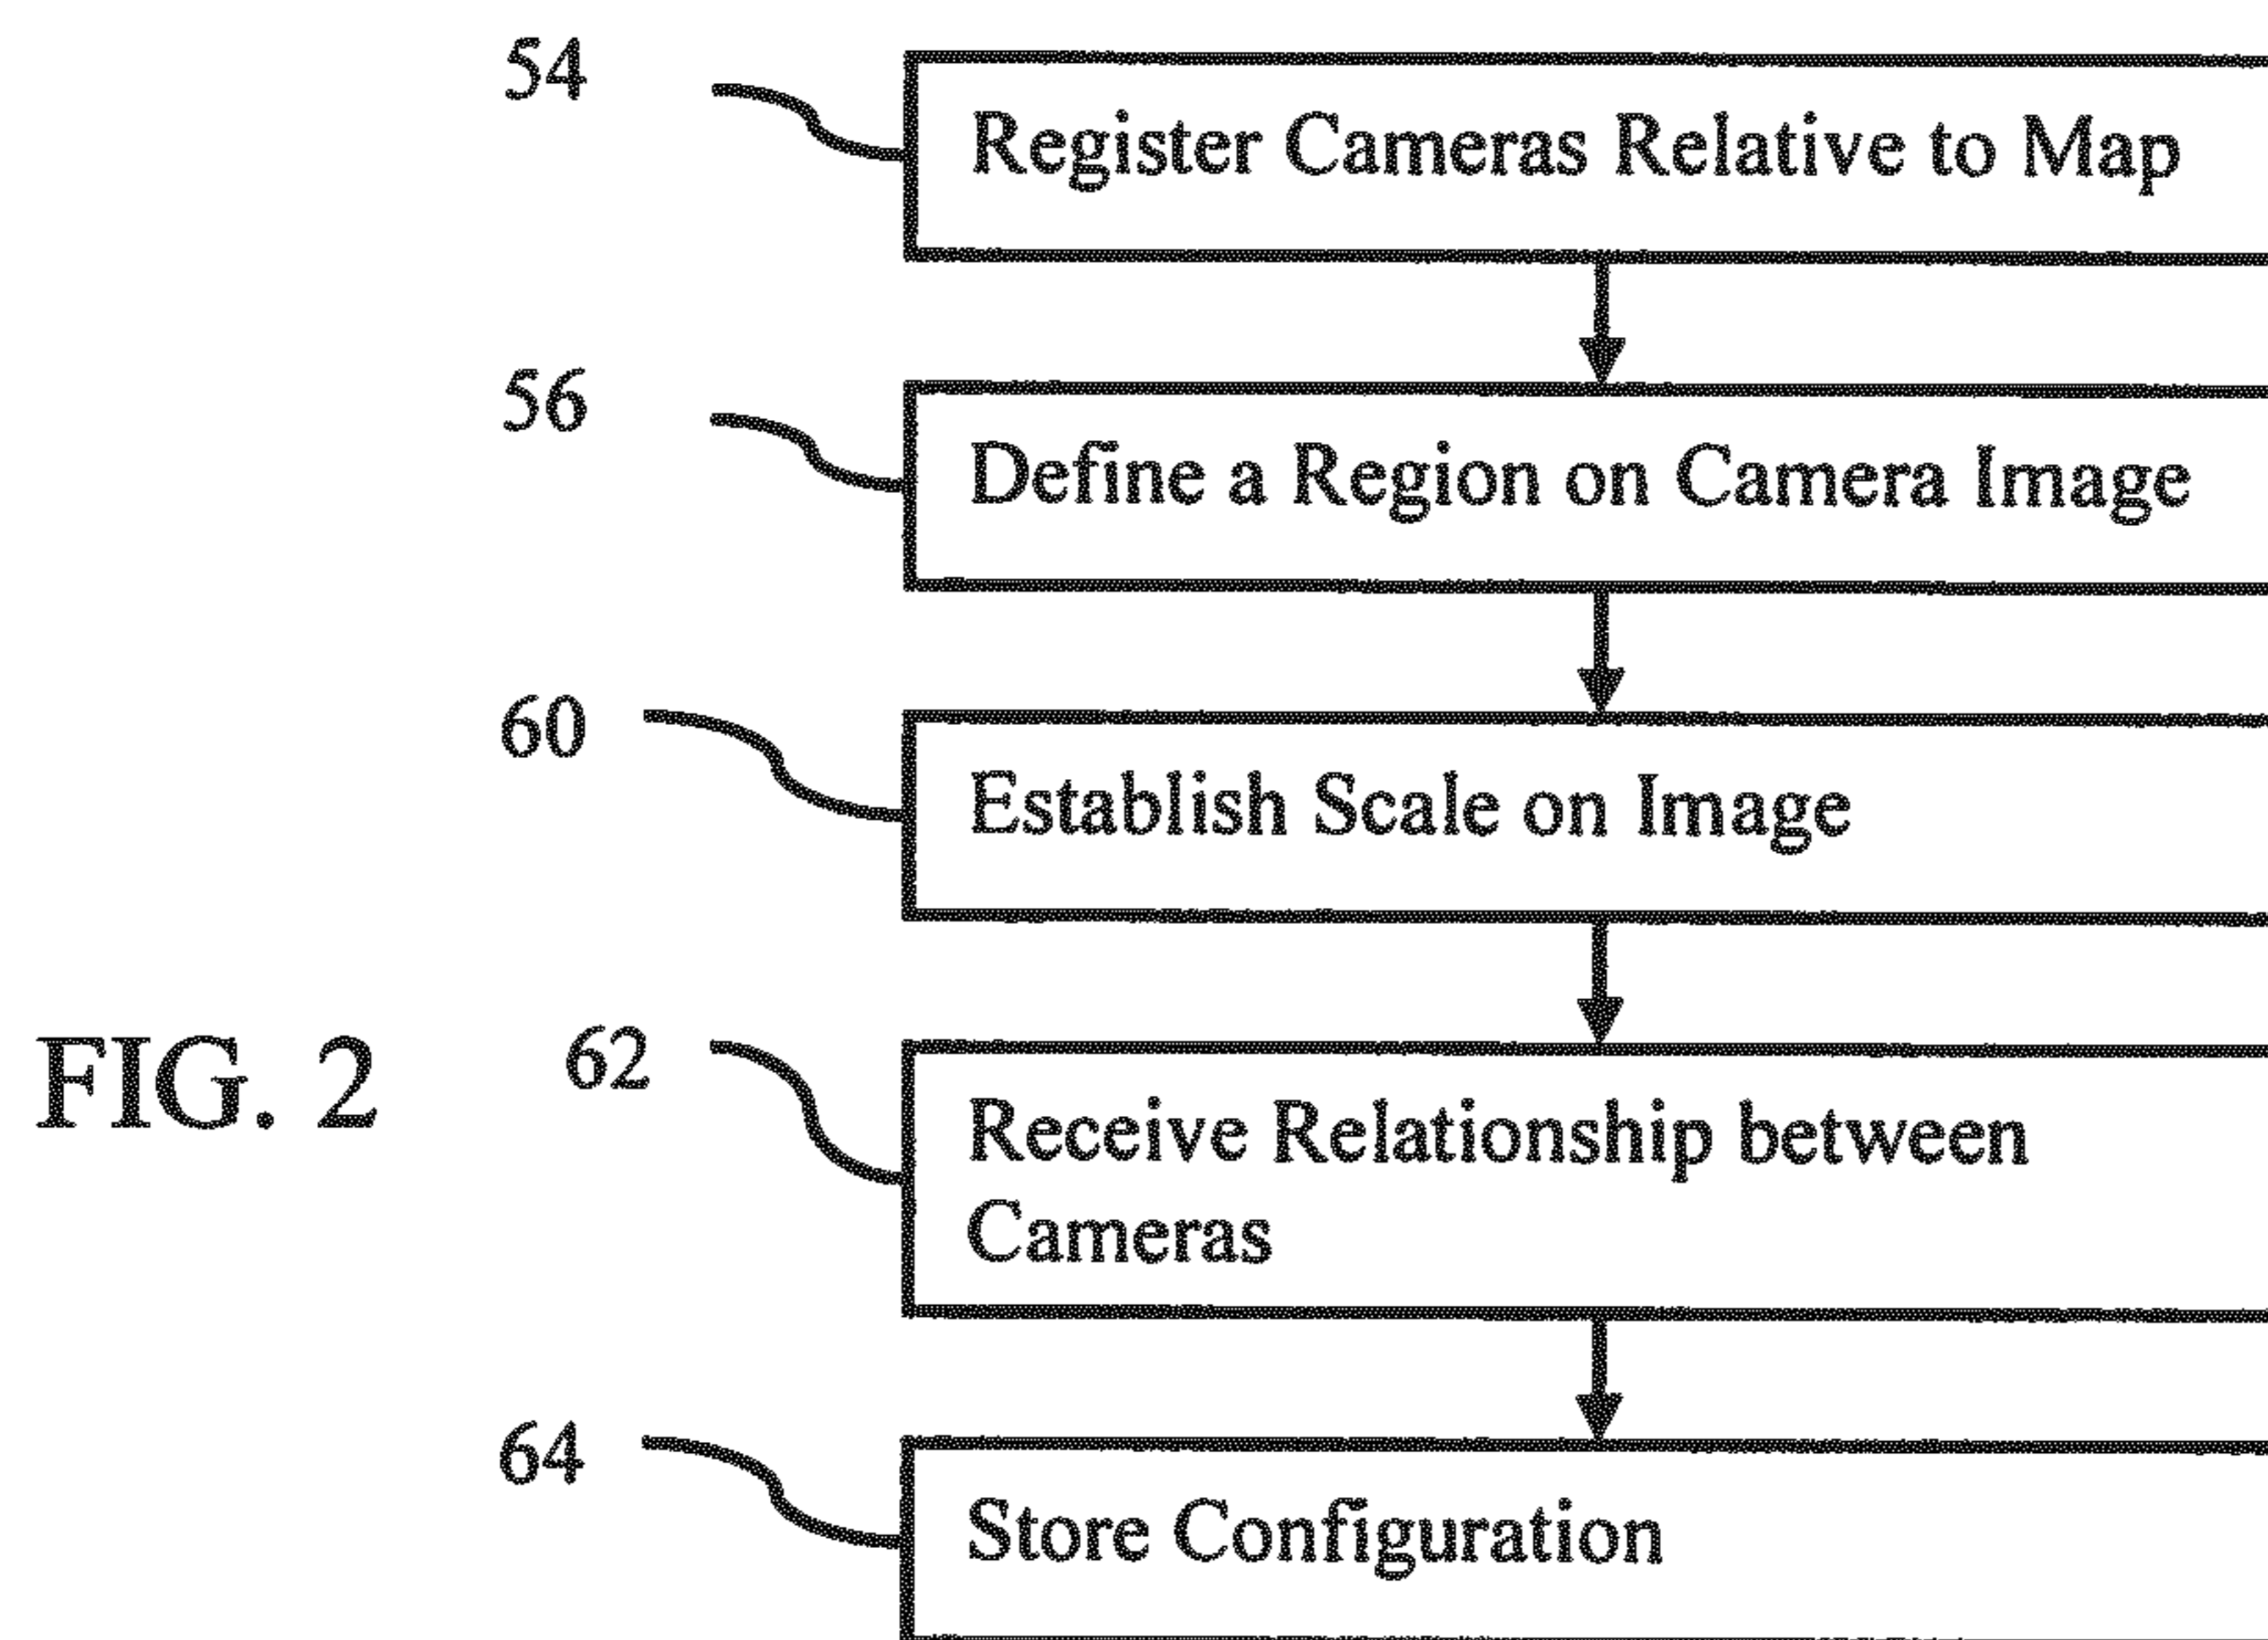 54
Register Cameras Relative to Map
56
Define a Region on Camera Image
60
Establish Scale on Image
FIG. 2
62
Receive Relationship between
Cameras
64
Store Configuration